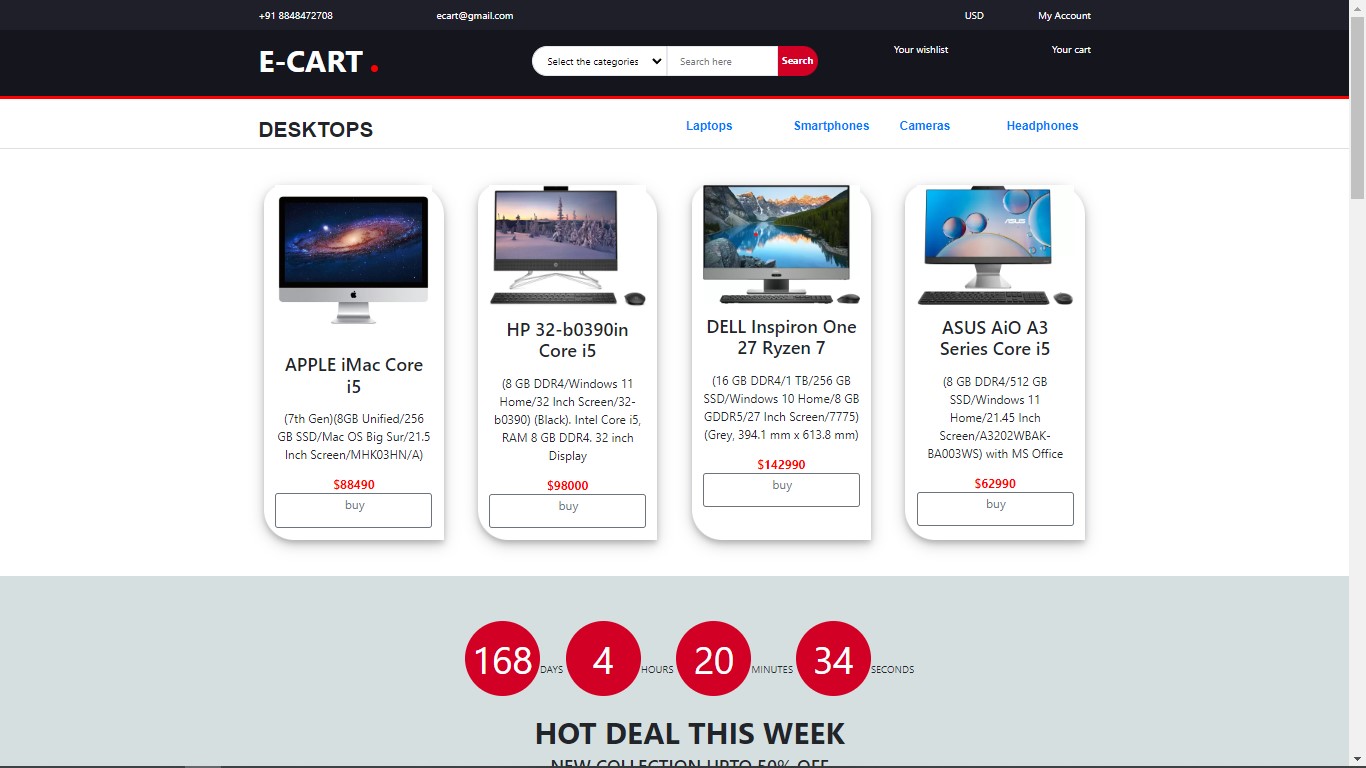 +91 8848472708 ecart@gmail.com USD My Account
E-CART . Select the categories Search here Search Your wishlist Your cart
DESKTOPS Laptops Smartphones Cameras Headphones
ASUS
APPLE iMac Core
i5
(7th Gen)(8GB Unified/256
GB SSD/Mac OS Big Sur/21.5
Inch Screen/MHK03HN/A)
$88490
buy
HP 32-b0390in
Core i5
(8 GB DDR4/Windows 11
Home/32 Inch Screen/32-
b0390) (Black). Intel Core i5,
RAM 8 GB DDR4. 32 inch
Display
$98000
buy
DELL Inspiron One
27 Ryzen 7
(16 GB DDR4/1 TB/256 GB
SSD/Windows 10 Home/8 GB
GDDR5/27 Inch Screen/7775)
(Grey, 394.1 mm x 613.8 mm)
$142990
buy
ASUS AiO A3
Series Core i5
(8 GB DDR4/512 GB
SSD/Windows 11
Home/21.45 Inch
Screen/A3202WBAK-
BA003WS) with MS Office
$62990
buy
168 DAYS 4 HOURS 20 MINUTES 34 SECONDS
HOT DEAL THIS WEEK
NEW COLLECTION UPTO 50% OFF